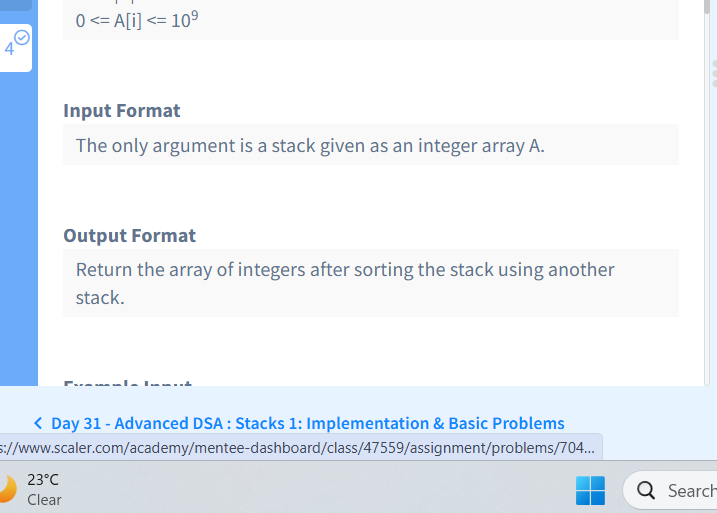 0 <= A[i] <= 10⁹
4
Input Format
The only argument is a stack given as an integer array A.
Output Format
Return the array of integers after sorting the stack using another
stack.
Example Input
< Day 31 - Advanced DSA : Stacks 1: Implementation & Basic Problems
s://www.scaler.com/academy/mentee-dashboard/class/47559/assignment/problems/704...
23°C
Clear
Search